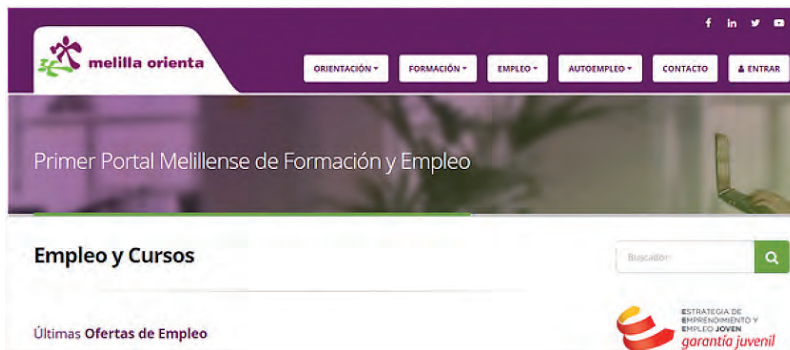 melilla orienta
ORIENTACIÓN FORMACIÓN EMPLEO AUTOEMPLEO CONTACTO ENTRAR
Primer Portal Melillense de Formación y Empleo
Empleo y Cursos
Buscador
Últimas Ofertas de Empleo
ESTRATEGIA DE
EMPRENDIMIENTO Y
EMPLEO JOVEN
garantía juvenil